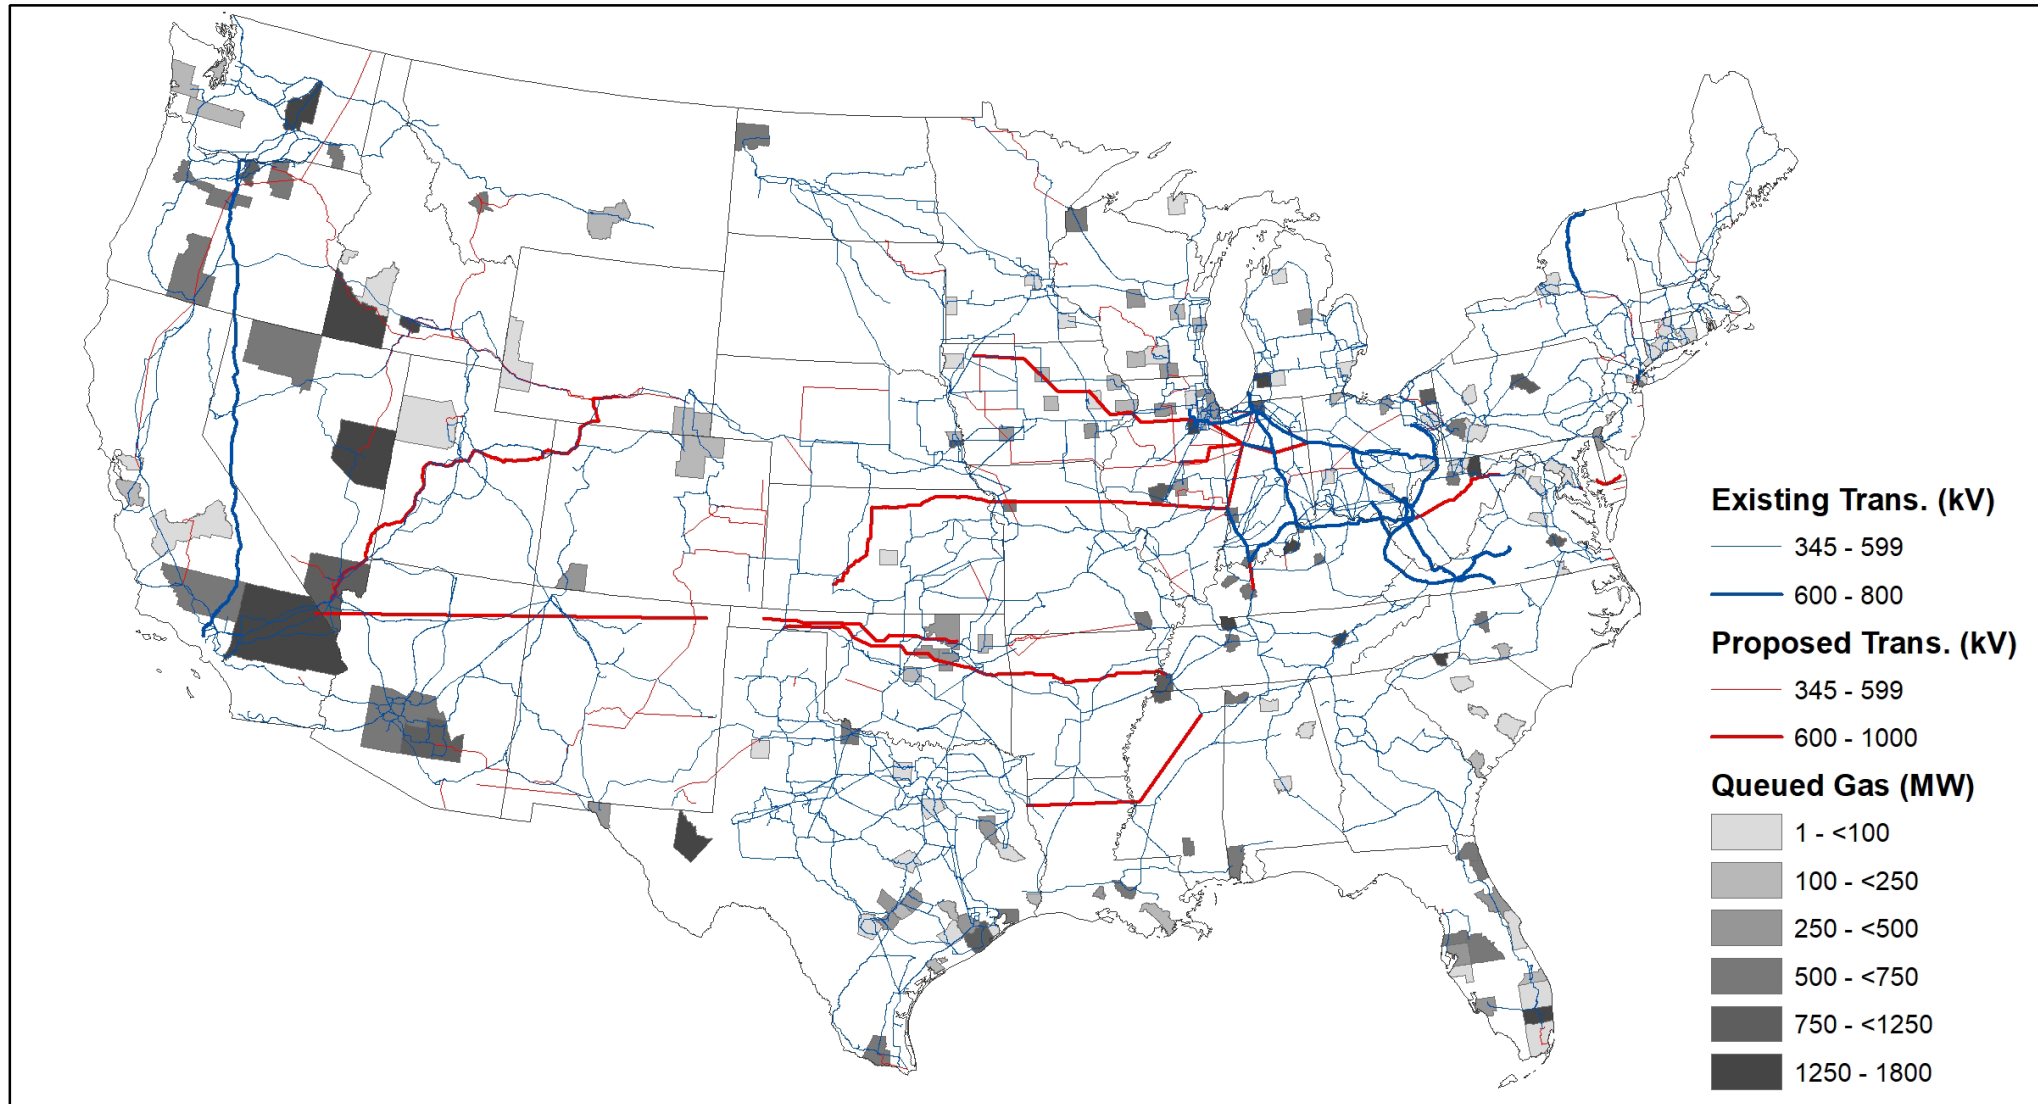 Existing Trans. (kV)
345 - 599
600 - 800
Proposed Trans. (kV)
345 - 599
600 - 1000
Queued Gas (MW)
1 - <100
100 - <250
250 - <500
500 - <750
750 - <1250
1250 - 1800